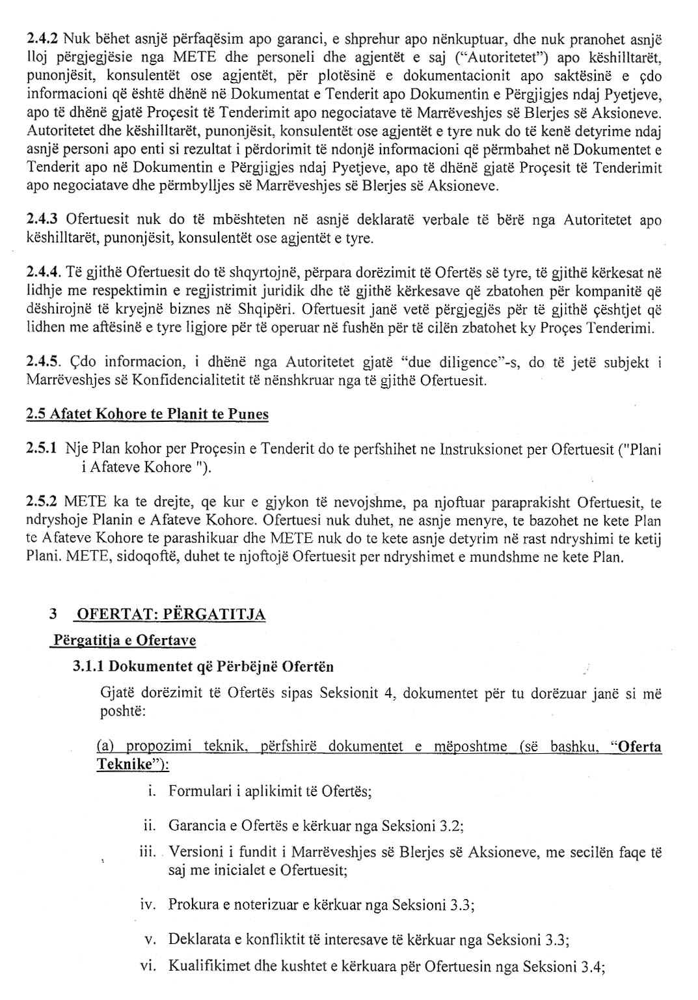 2.4.2 Nuk bëhet asnjë përfaqësim apo garanci, e shprehur apo nënkuptuar, dhe nuk pranohet asnjë
lloj përgjegjësie nga METE dhe personeli dhe agjentët e saj (“Autoritetet”) apo këshilltarët,
punonjësit, konsulentët ose agjentët, për plotësinë e dokumentacionit apo saktësinë e çdo
informacioni që është dhënë në Dokumentat e Tenderit apo Dokumentin e Përgjigjes ndaj Pyetjeve,
apo të dhënë gjatë Proçesit të Tenderimit apo negociatave të Marrëveshjes së Blerjes së Aksioneve.
Autoritetet dhe këshilltarët, punonjësit, konsulentët ose agjentët e tyre nuk do të kenë detyrime ndaj
asnjë personi apo enti si rezultat i përdorimit të ndonjë informacioni që përmbahet në Dokumentet e
Tenderit apo në Dokumentin e Përgjigjes ndaj Pyetjeve, apo të dhënë gjatë Proçesit të Tenderimit
apo negociatave dhe përmbylljes së Marrëveshjes së Blerjes së Aksioneve.
2.4.3 Ofertuesit nuk do të mbështeten në asnjë deklaratë verbale të bërë nga Autoritetet apo
këshilltarët, punonjësit, konsulentët ose agjentët e tyre.
2.4.4. Të gjithë Ofertuesit do të shqyrtojnë, përpara dorëzimit të Ofertës së tyre, të gjithë kërkesat në
lidhje me respektimin e regjistrimit juridik dhe të gjithë kërkesave që zbatohen për kompanitë që
dëshirojnë të kryejnë biznes në Shqipëri. Ofertuesit janë vetë përgjegjës për të gjithë çështjet që
lidhen me aftësinë e tyre ligjore për të operuar në fushën për të cilën zbatohet ky Proçes Tenderimi.
2.4.5. Çdo informacion, i dhënë nga Autoritetet gjatë “due diligence”-s, do të jetë subjekt i
Marrëveshjes së Konfidencialitetit të nënshkruar nga të gjithë Ofertuesit.
2.5 Afatet Kohore te Planit te Punes
2.5.1 Nje Plan kohor per Proçesin e Tenderit do te perfshihet ne Instruksionet per Ofertuesit ("Plani
i Afateve Kohore ").
2.5.2 METE ka te drejte, qe kur e gjykon të nevojshme, pa njoftuar paraprakisht Ofertuesit, te
ndryshoje Planin e Afateve Kohore. Ofertuesi nuk duhet, ne asnje menyre, te bazohet ne kete Plan
te Afateve Kohore te parashikuar dhe METE nuk do te kete asnje detyrim në rast ndryshimi te ketij
Plani. METE, sidoqoftë, duhet te njoftojë Ofertuesit per ndryshimet e mundshme ne kete Plan.
3 OFERTAT: PËRGATITJA
Përgatitja e Ofertave
3.1.1 Dokumentet që Përbëjnë Ofertën
Gjatë dorëzimit të Ofertës sipas Seksionit 4, dokumentet për tu dorëzuar janë si më
poshtë:
(a) propozimi teknik, përfshirë dokumentet e mëposhtme (së bashku, “Oferta
Teknike”):
i. Formulari i aplikimit të Ofertës;
ii. Garancia e Ofertës e kërkuar nga Seksioni 3.2;
iii. Versioni i fundit i Marrëveshjes së Blerjes së Aksioneve, me secilën faqe të
saj me inicialet e Ofertuesit;
iv. Prokura e noterizuar e kërkuar nga Seksioni 3.3;
v. Deklarata e konfliktit të interesave të kërkuar nga Seksioni 3.3;
vi. Kualifikimet dhe kushtet e kërkuara për Ofertuesin nga Seksioni 3.4;